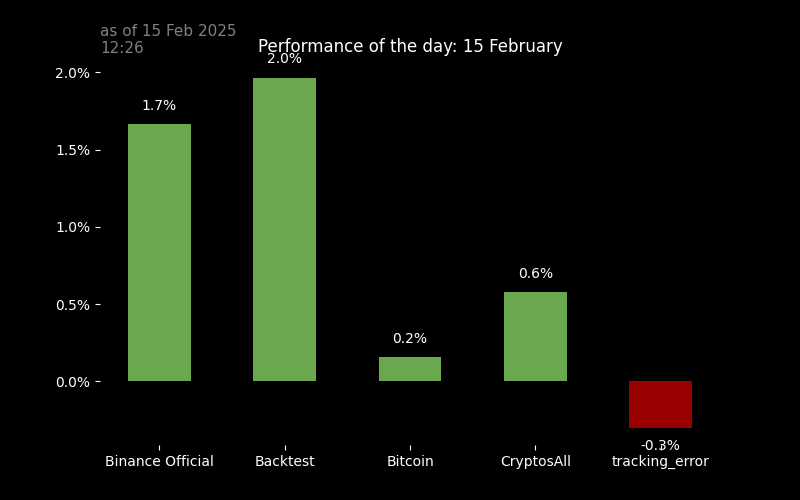 as of 15 Feb 2025
12:26
Performance of the day: 15 February
2.0%
1.5%
1.0%
0.5%
0.0%
1.7%
2.0%
0.2%
0.6%
-0.3%
Binance Official
Backtest
Bitcoin
CryptosAll
tracking_error